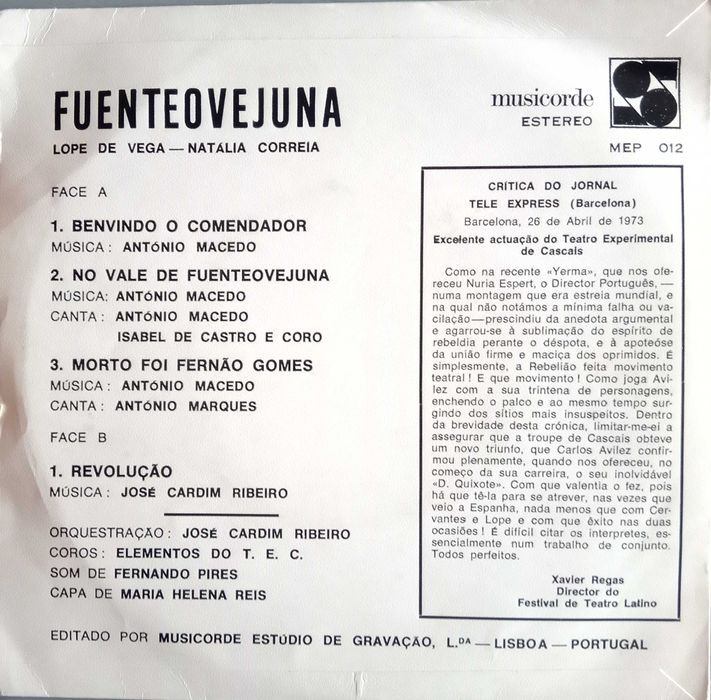 FUENTEOVEJUNA
LOPE DE VEGA — NATÁLIA CORREIA
musicorde
ESTEREO
MEP 012
FACE A
1. BENVINDO O COMENDADOR
MÚSICA : ANTÓNIO MACEDO
2. NO VALE DE FUENTEOVEJUNA
MÚSICA: ANTÓNIO MACEDO
CANTA : ANTÓNIO MACEDO
ISABEL DE CASTRO E CORO
3. MORTO FOI FERNÃO GOMES
MÚSICA : ANTÓNIO MACEDO
CANTA : ANTÓNIO MARQUES
FACE B
1. REVOLUÇÃO
MÚSICA : JOSÉ CARDIM RIBEIRO
ORQUESTRAÇÃO : JOSÉ CARDIM RIBEIRO
COROS : ELEMENTOS DO T. E. C.
SOM DE FERNANDO PIRES
CAPA DE MARIA HELENA REIS
CRÍTICA DO JORNAL
TELE EXPRESS (Barcelona)
Barcelona, 26 de Abril de 1973
Excelente actuação do Teatro Experimental
de Cascais
Como na recente «Yerma», que nos ofe-
receu Nuria Espert, o Director Português, —
numa montagem que era estreia mundial, e
na qual não notámos a mínima falha ou va-
cilação — prescindiu da anedota argumental
e agarrou-se à sublimação do espírito de
rebeldia perante o déspota, e à apoteóse
da união firme e maciça dos oprimidos. É
simplesmente, a Rebelião feita movimento
teatral ! E que movimento ! Como joga Avi-
lez com a sua trintena de personagens,
enchendo o palco e ao mesmo tempo sur-
gindo dos sítios mais insuspeitos. Dentro
da brevidade desta crónica, limitar-me-ei a
assegurar que a troupe de Cascais obteve
um novo triunfo, que Carlos Avilez confir-
mou plenamente, quando nos ofereceu, no
começo da sua carreira, o seu inolvidável
«D. Quixote». Com que valentia o fez, pois
há que tê-la para se atrever, nas vezes que
veio a Espanha, nada menos que com Cer-
vantes e Lope e com que êxito nas duas
ocasiões ! É difícil citar os interpretes, es-
sencialmente num trabalho de conjunto.
Todos perfeitos.
Xavier Regas
Director do
Festival de Teatro Latino
EDITADO POR MUSICORDE ESTÚDIO DE GRAVAÇÃO, L.DA — LISBOA — PORTUGAL